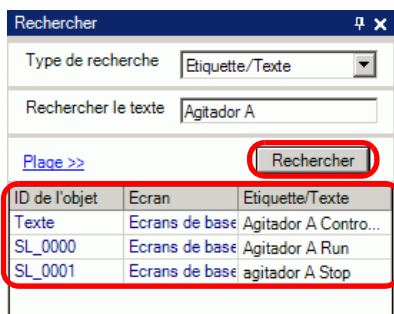 Rechercher
Type de recherche Etiquette/Texte
Rechercher le texte Agitador A
Plage >> Rechercher
ID de l'objet Ecran Etiquette/Texte
Texte Ecrans de base Agitador A Contro...
SL_0000 Ecrans de base Agitador A Run
SL_0001 Ecrans de base agitador A Stop